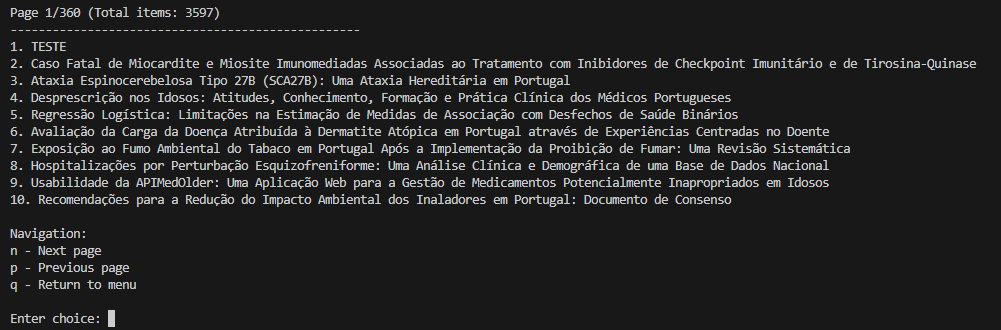 Page 1/360 (Total items: 3597)
--------------------------------------------------
1. TESTE
2. Caso Fatal de Miocardite e Miosite Imunomediadas Associadas ao Tratamento com Inibidores de Checkpoint Imunitário e de Tirosina-Quinase
3. Ataxia Espinocerebelosa Tipo 27B (SCA27B): Uma Ataxia Hereditária em Portugal
4. Desprescrição nos Idosos: Atitudes, Conhecimento, Formação e Prática Clínica dos Médicos Portugueses
5. Regressão Logística: Limitações na Estimação de Medidas de Associação com Desfechos de Saúde Binários
6. Avaliação da Carga da Doença Atribuída à Dermatite Atópica em Portugal através de Experiências Centradas no Doente
7. Exposição ao Fumo Ambiental do Tabaco em Portugal Após a Implementação da Proibição de Fumar: Uma Revisão Sistemática
8. Hospitalizações por Perturbação Esquizofreniforme: Uma Análise Clínica e Demográfica de uma Base de Dados Nacional
9. Usabilidade da APIMedOlder: Uma Aplicação Web para a Gestão de Medicamentos Potencialmente Inapropriados em Idosos
10. Recomendações para a Redução do Impacto Ambiental dos Inaladores em Portugal: Documento de Consenso
Navigation:
n - Next page
p - Previous page
q - Return to menu
Enter choice: